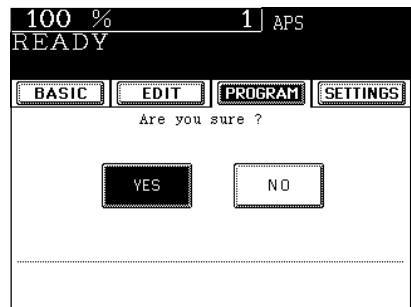 100 % 1 APS
READY
BASIC EDIT PROGRAM SETTINGS
Are you sure ?
YES NO